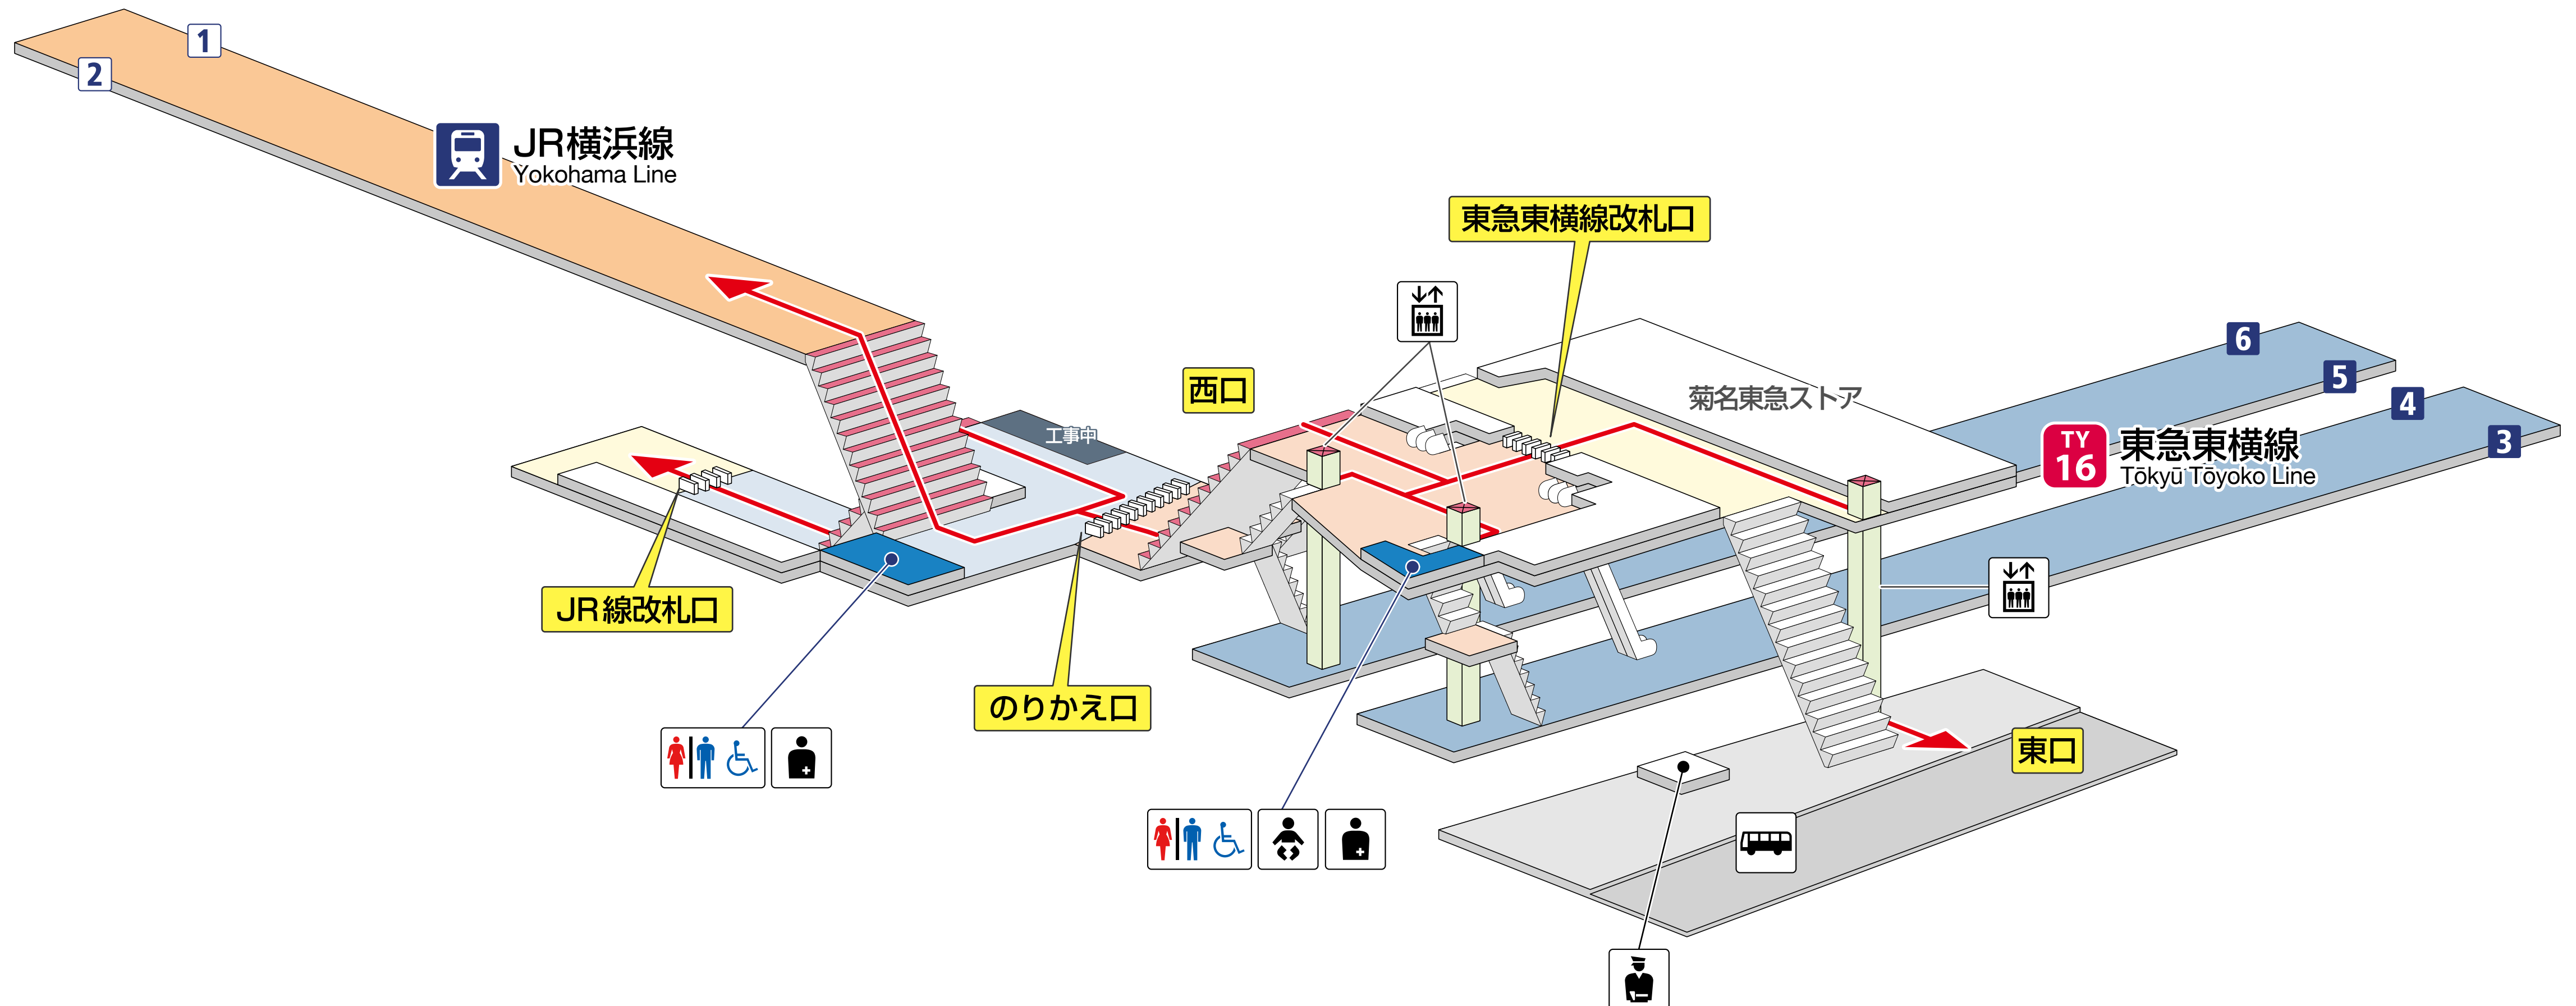 1
2
JR横浜線
Yokohama Line
東急東横線改札口
西口
工事中
菊名東急ストア
6
5
4
3
TY
16
東急東横線
Tōkyū Tōyoko Line
JR線改札口
のりかえ口
東口